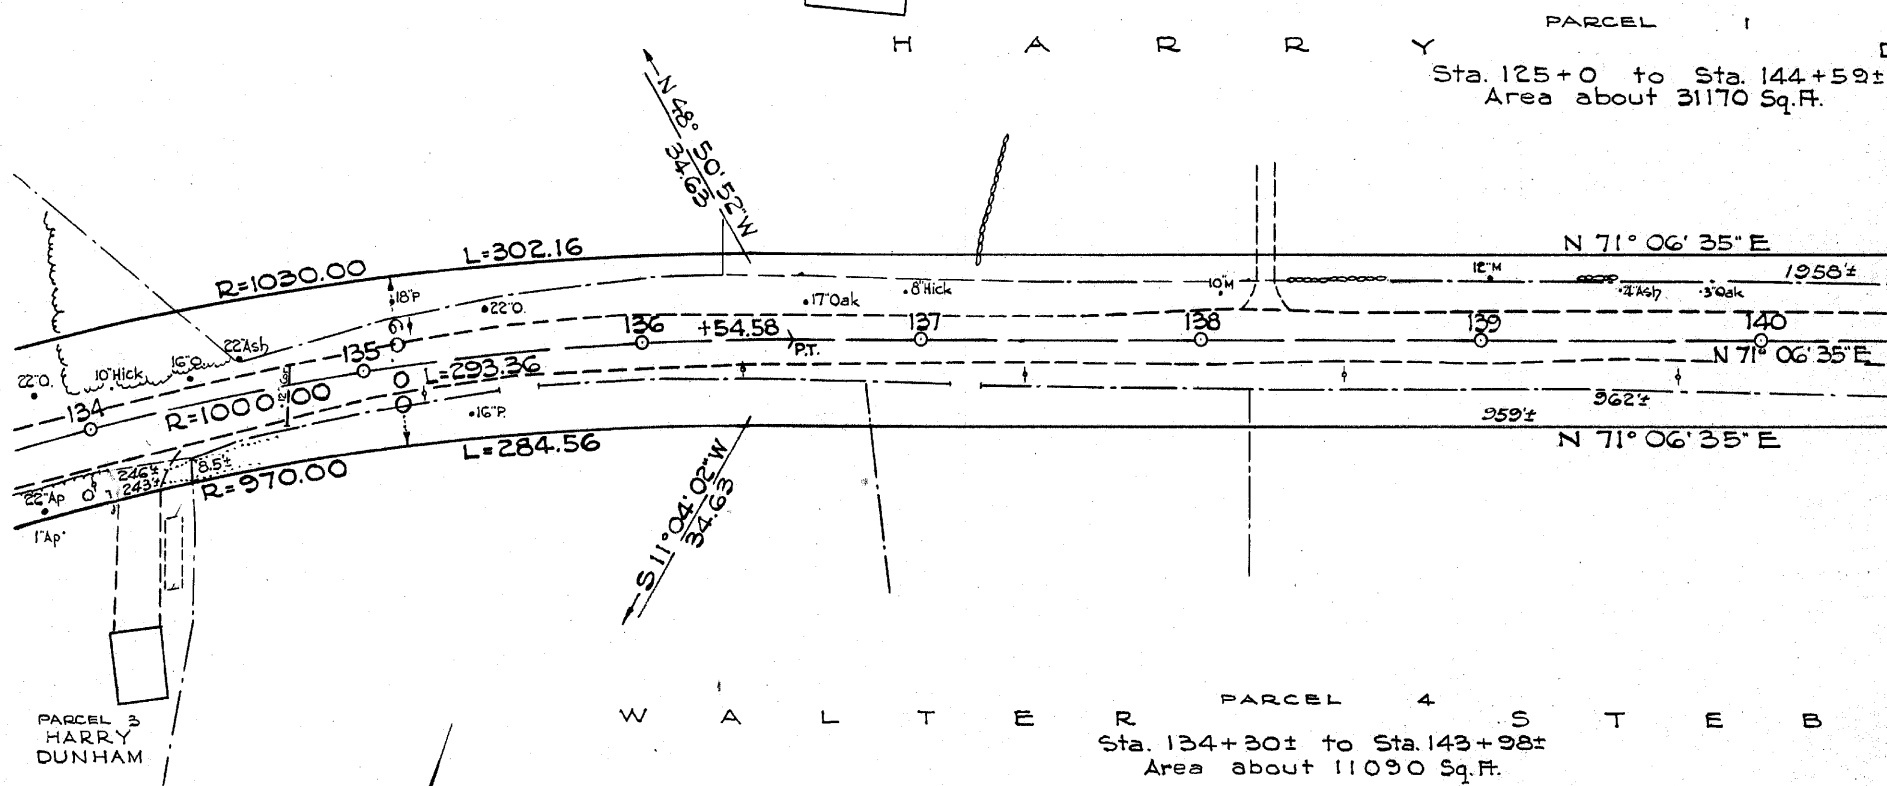 PARCEL 1
H A R R Y
Sta. 125+0 to Sta. 144+59±
Area about 31170 Sq.Ft.
N 48° 50' 52" W
34.63
N 71° 06' 35" E
L=302.16
R=1030.00
1958'±
12"M
10"M
4"Ash
3"Oak
8"Hick
17"Oak
18"P
22"O.
136
+54.58
P.T.
137
138
139
140
N 71° 06' 35" E
22"Ash
16"O.
10"Hick
22"O.
135
L=293.36
134
R=1000.00
60
16"P.
962'±
959'±
N 71° 06' 35" E
L=284.56
R=970.00
246'±
243'±
8.5'±
22"Ap
1"Ap
S 11° 04' 02" W
34.63
PARCEL 3
HARRY
DUNHAM
PARCEL 4
W A L T E R S T E B
Sta. 134+30± to Sta. 143+98±
Area about 11090 Sq.Ft.